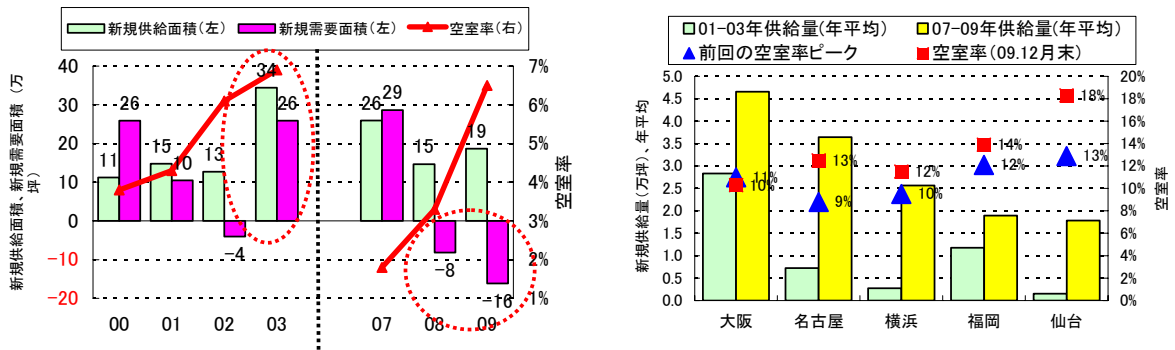 新規供給面積(左) 新規需要面積(左) 空室率(右)
新規供給面積、新規需要面積（万坪）
40 30 20 10 0 -10 -20
7% 6% 5% 4% 3% 2% 1%
空室率
11 26 15 10 13 -4 34 26 26 29 15 -8 19 -16
00 01 02 03 07 08 09
01-03年供給量(年平均) 07-09年供給量(年平均)
前回の空室率ピーク 空室率(09.12月末)
新規供給量(万坪)、年平均
5.0 4.5 4.0 3.5 3.0 2.5 2.0 1.5 1.0 0.5 0.0
20% 18% 16% 14% 12% 10% 8% 6% 4% 2% 0%
空室率
11% 10% 13% 9% 12% 10% 14% 12% 18% 13%
大阪 名古屋 横浜 福岡 仙台